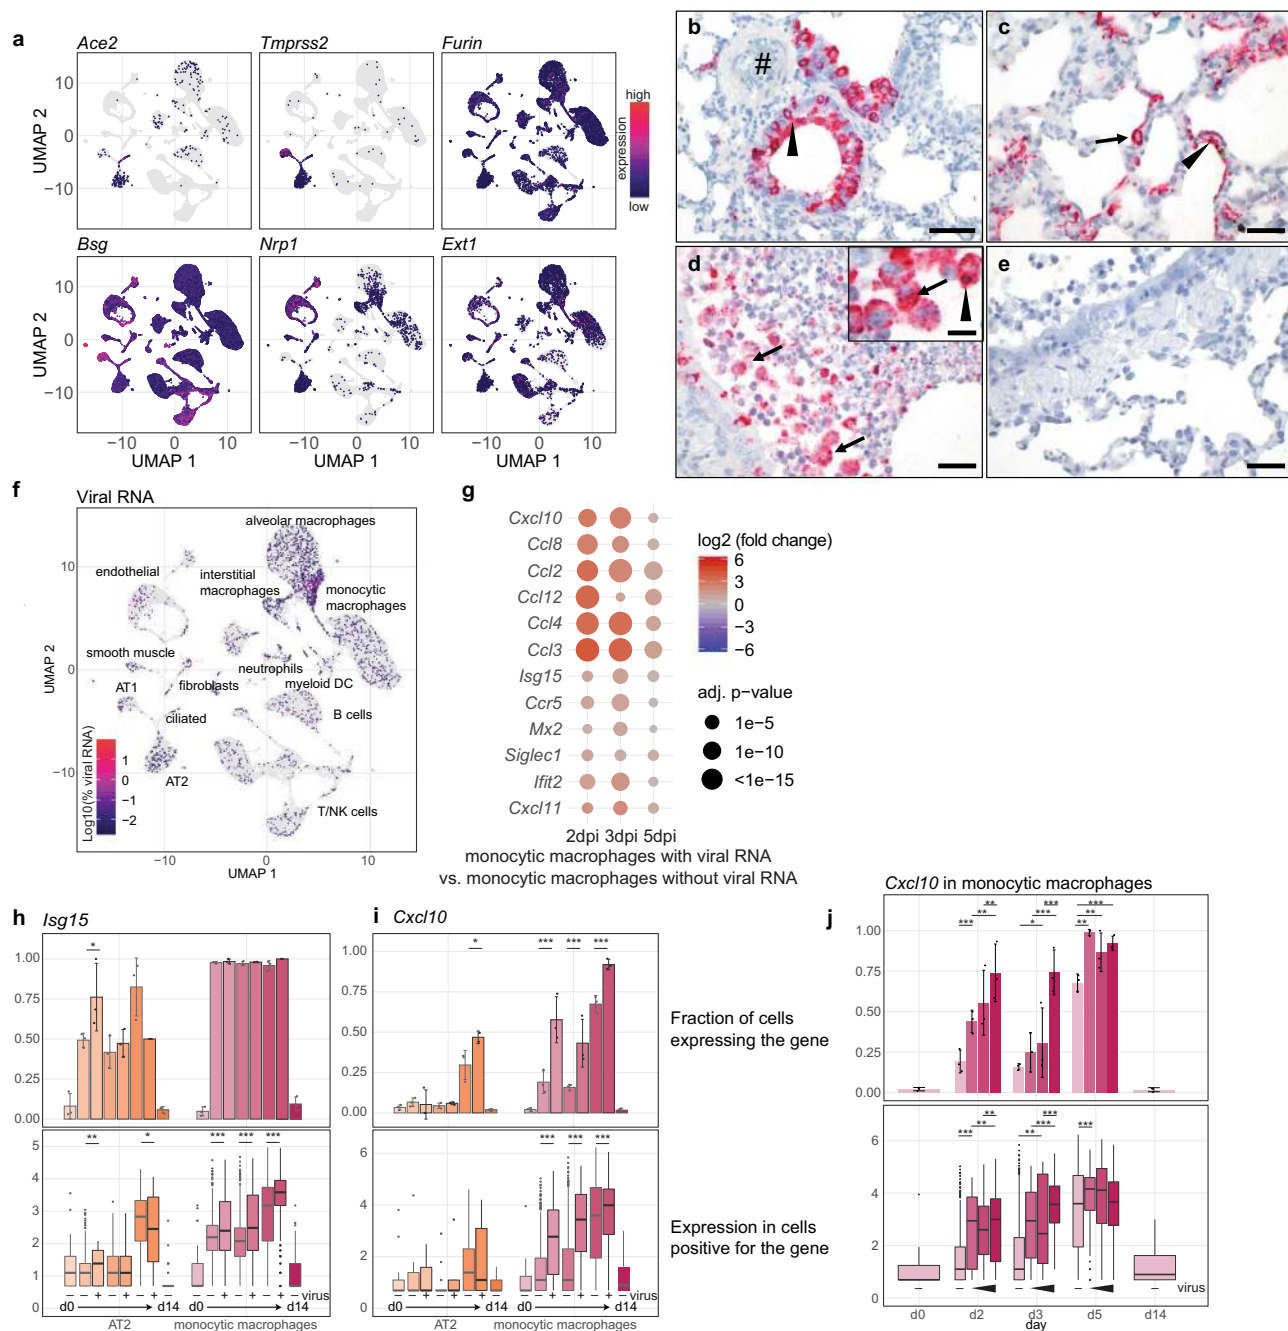 a
Ace2
Tmprss2
Furin
UMAP 2
10
0
−10
high
expression
low
Bsg
Nrp1
Ext1
UMAP 2
10
0
−10
−10
0
10
−10
0
10
−10
0
10
UMAP 1
UMAP 1
UMAP 1
b
#
c
d
e
f
Viral RNA
alveolar macrophages
endothelial
interstitial
macrophages
monocytic
macrophages
smooth muscle
neutrophils
AT1
fibroblasts
myeloid DC
ciliated
B cells
AT2
T/NK cells
UMAP 2
10
0
−10
Log10(% viral RNA)
1
0
−1
−2
−10
0
10
UMAP 1
g
Cxcl10
Ccl8
Ccl2
Ccl12
Ccl4
Ccl3
Isg15
Ccr5
Mx2
Siglec1
Ifit2
Cxcl11
2dpi 3dpi 5dpi
monocytic macrophages with viral RNA
vs. monocytic macrophages without viral RNA
log2 (fold change)
6
3
0
−3
−6
adj. p−value
1e−5
1e−10
<1e−15
h
Isg15
*
1.00
0.75
0.50
0.25
0.00
** * *** *** ***
5
4
3
2
1
0
− − + − + − + − − − + − + − + − virus
d0 d14 d0 d14
AT2 monocytic macrophages
i
Cxcl10
* *** *** ***
1.00
0.75
0.50
0.25
0.00
*** *** ***
6
4
2
0
− − + − + − + − − − + − + − + − virus
d0 d14 d0 d14
AT2 monocytic macrophages
Fraction of cells
expressing the gene
Expression in cells
positive for the gene
j
Cxcl10 in monocytic macrophages
** *** ***
*** ** * *** ** **
1.00
0.75
0.50
0.25
0.00
** ***
*** ** ** *** ***
6
4
2
0
− − − − − virus
d0 d2 d3 d5 d14
day